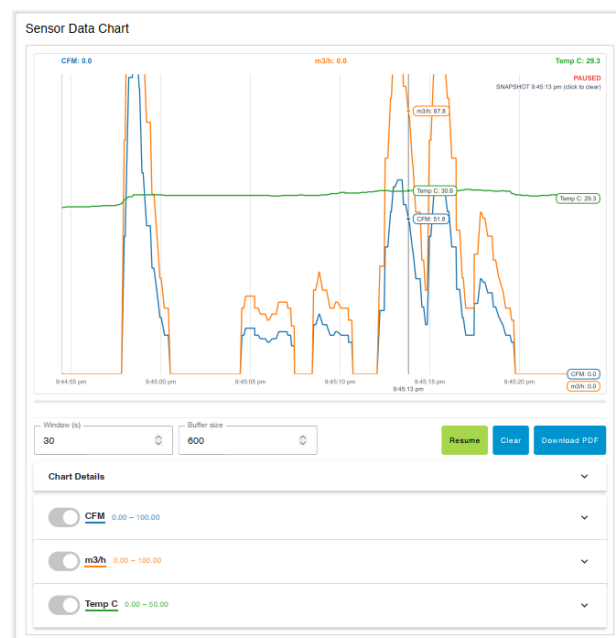 Sensor Data Chart
CFM: 0.0 m3/h: 0.0 Temp C: 29.3
PAUSED
SNAPSHOT 9:45:13 pm (click to clear)
m3/h: 87.8
Temp C: 30.6
Temp C: 29.3
CFM: 51.8
CFM: 0.0
9:44:55 pm 9:45:00 pm 9:45:05 pm 9:45:10 pm 9:45:15 pm 9:45:20 pm
m3/h: 0.0
9:45:13 pm
Window (s) Buffer size
30 600 Resume Clear Download PDF
Chart Details
CFM 0.00 – 100.00
m3/h 0.00 – 100.00
Temp C 0.00 – 50.00